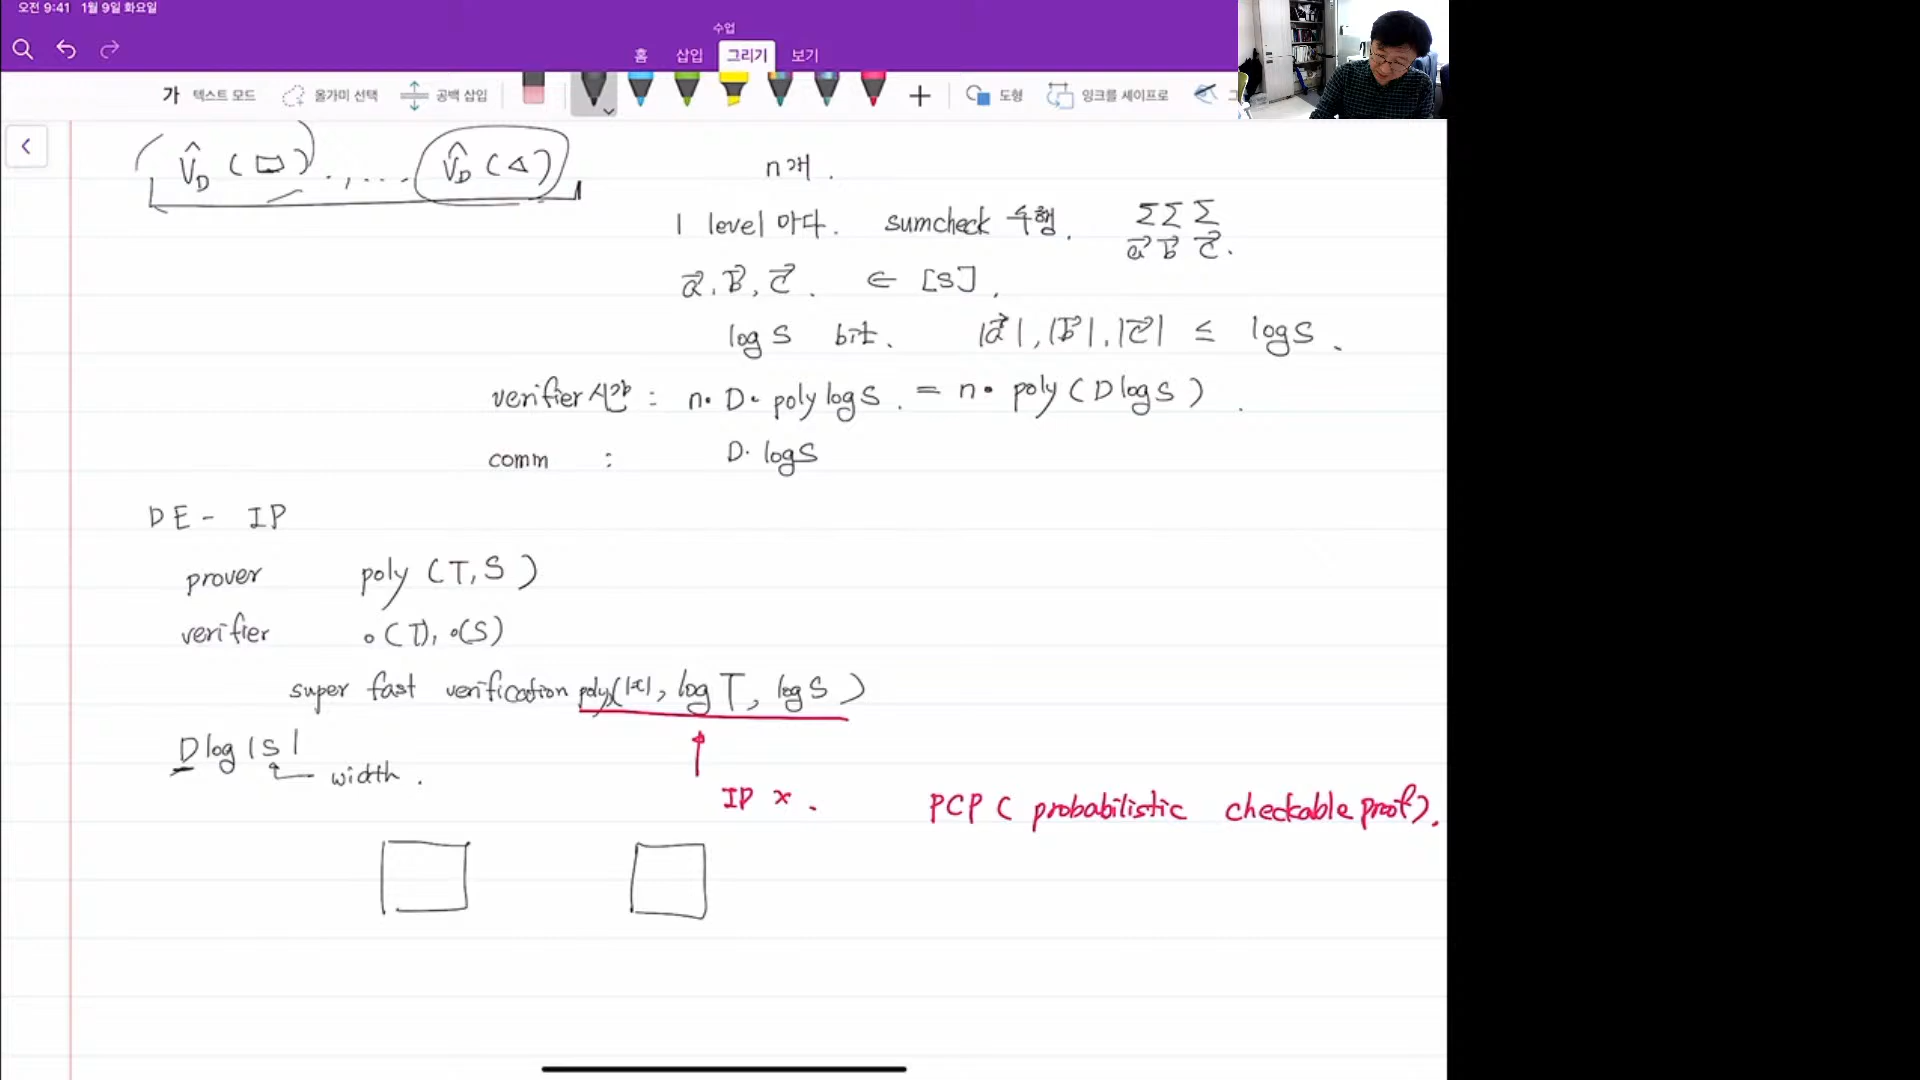 오전 9:41 1월 9일 화요일
수업
홈 삽입 그리기 보기
가 텍스트 모드 올가미 선택 공백 삽입 도형 잉크를 셰이프로 그
V̂_D (▭), .... V̂_D (△)
n개.
1 level 마다. sumcheck 수행. ΣΣΣ
a⃗ b⃗ c⃗.
a⃗, b⃗, c⃗. ∈ [S].
log S bit. |a⃗|, |b⃗|, |c⃗| ≤ log S.
verifier 시간 : n· D· poly log S. = n· poly (D log S).
comm : D· log S
DE - IP
prover poly (T, S)
verifier o(T), o(S)
super fast verification poly(|x|, log T, log S)
D log |S|
width.
IP x.
PCP ( probabilistic checkable proof).